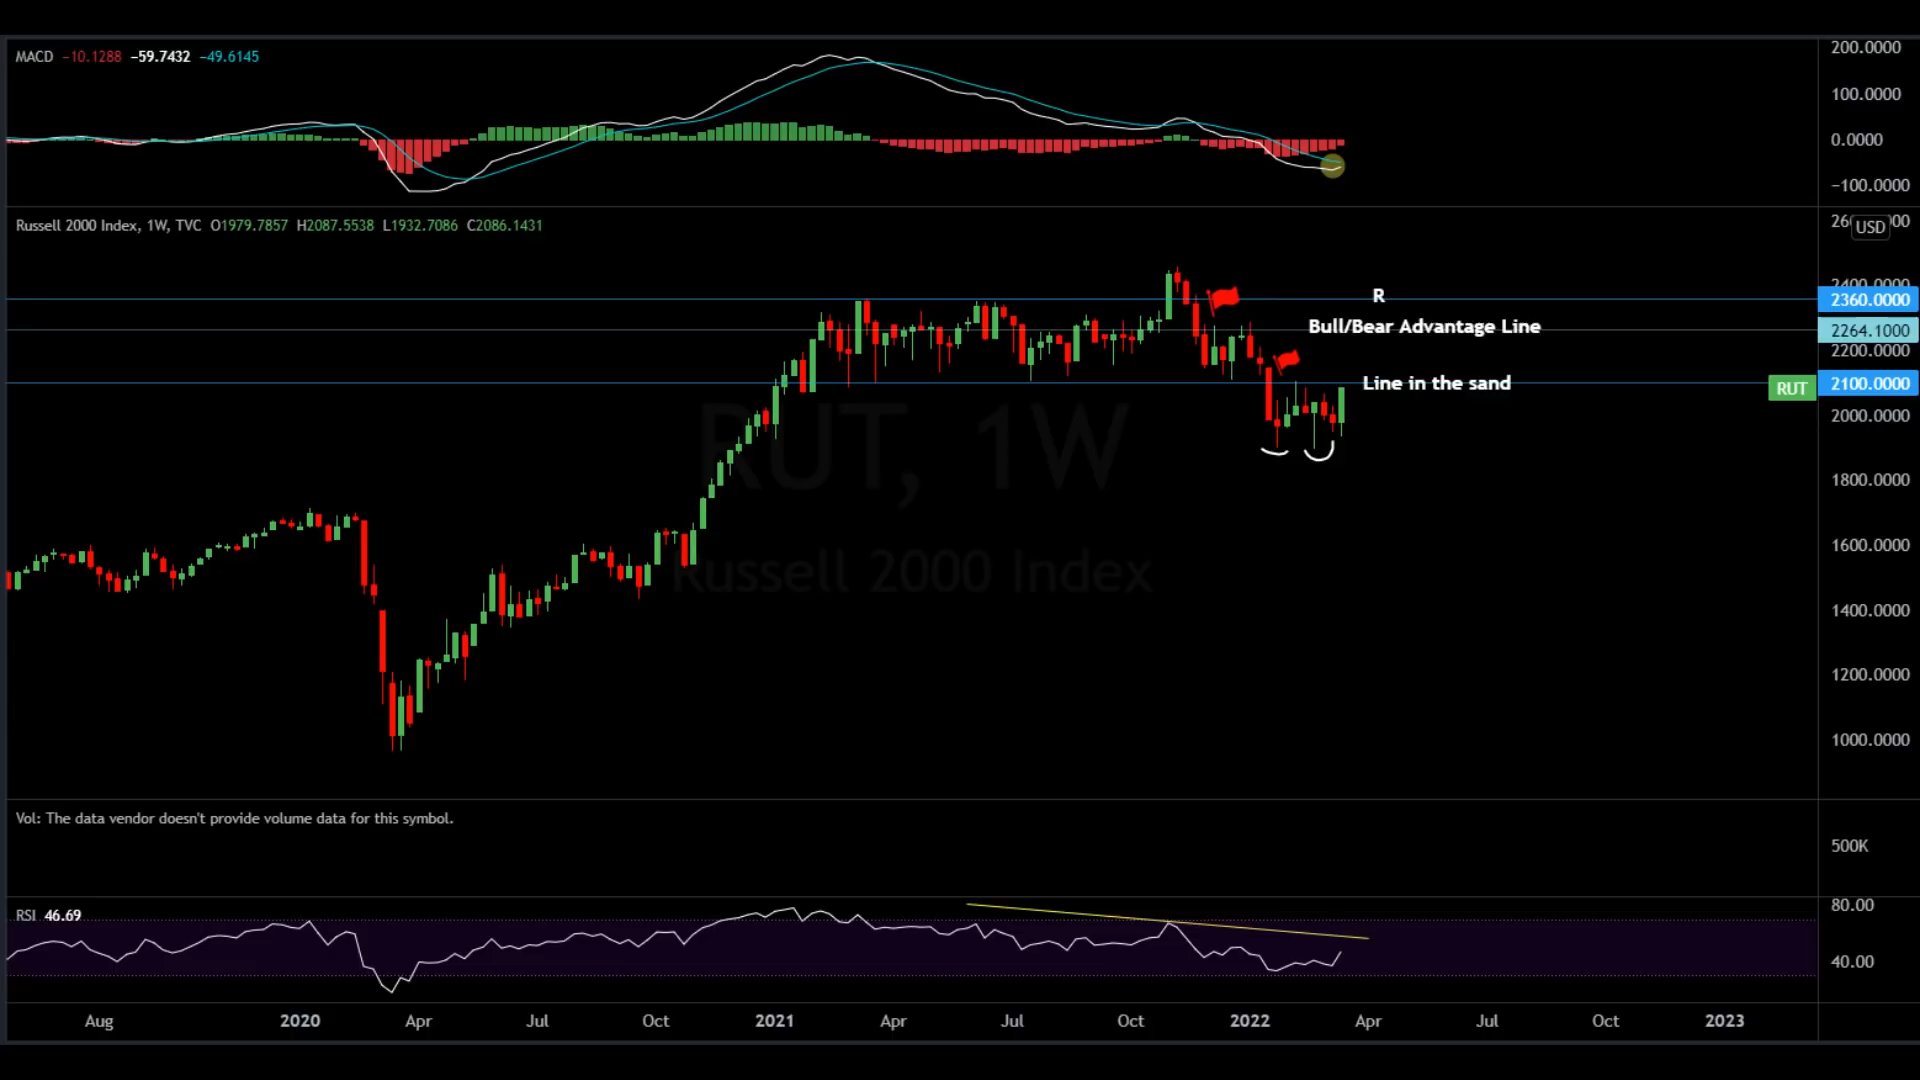 MACD −10.1288 −59.7432 −49.6145
200.0000
100.0000
0.0000
−100.0000
Russell 2000 Index, 1W, TVC O1979.7857 H2087.5538 L1932.7086 C2086.1431
USD
R
2360.0000
Bull/Bear Advantage Line
2264.1000
2200.0000
Line in the sand
RUT
2100.0000
2000.0000
RUT, 1W
Russell 2000 Index
1800.0000
1600.0000
1400.0000
1200.0000
1000.0000
Vol: The data vendor doesn't provide volume data for this symbol.
500K
RSI 46.69
80.00
40.00
Aug 2020 Apr Jul Oct 2021 Apr Jul Oct 2022 Apr Jul Oct 2023